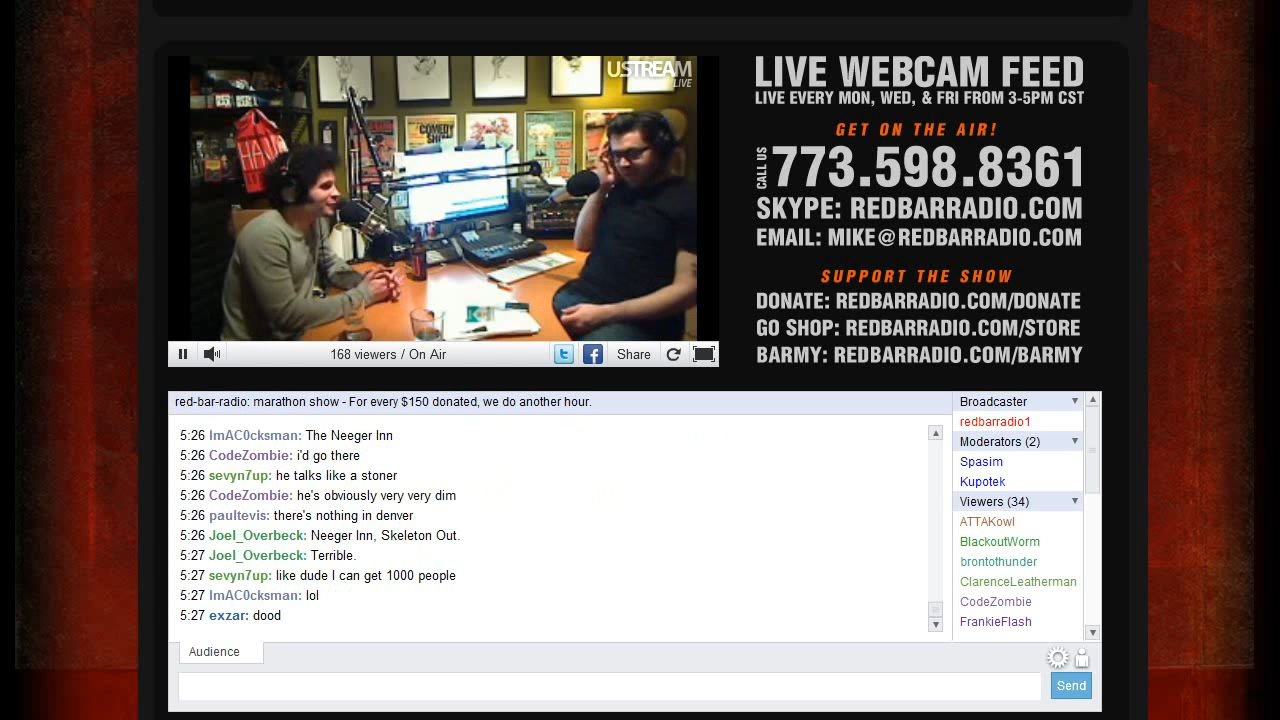 USTREAM
LIVE
COMEDY
SHOW
LIVE WEBCAM FEED
LIVE EVERY MON, WED, & FRI FROM 3-5PM CST
GET ON THE AIR!
CALL US
773.598.8361
SKYPE: REDBARRADIO.COM
EMAIL: MIKE@REDBARRADIO.COM
SUPPORT THE SHOW
DONATE: REDBARRADIO.COM/DONATE
GO SHOP: REDBARRADIO.COM/STORE
BARMY: REDBARRADIO.COM/BARMY
168 viewers / On Air
t
f
Share
red-bar-radio: marathon show - For every $150 donated, we do another hour.
5:26 ImAC0cksman: The Neeger Inn
5:26 CodeZombie: i'd go there
5:26 sevyn7up: he talks like a stoner
5:26 CodeZombie: he's obviously very very dim
5:26 paultevis: there's nothing in denver
5:26 Joel_Overbeck: Neeger Inn, Skeleton Out.
5:27 Joel_Overbeck: Terrible.
5:27 sevyn7up: like dude I can get 1000 people
5:27 ImAC0cksman: lol
5:27 exzar: dood
Broadcaster
redbarradio1
Moderators (2)
Spasim
Kupotek
Viewers (34)
ATTAKowl
BlackoutWorm
brontothunder
ClarenceLeatherman
CodeZombie
FrankieFlash
Audience
Send